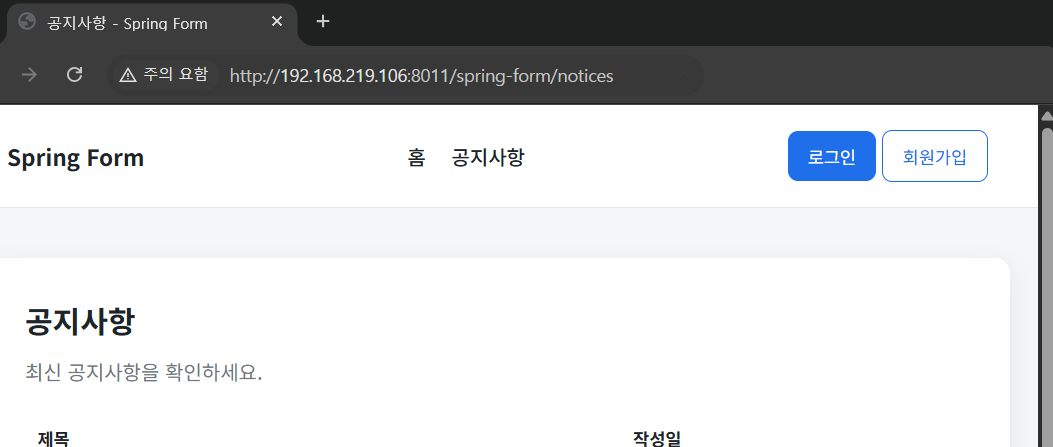 공지사항 - Spring Form
주의 요함 http://192.168.219.106:8011/spring-form/notices
Spring Form 홈 공지사항 로그인 회원가입
공지사항
최신 공지사항을 확인하세요.
제목 작성일